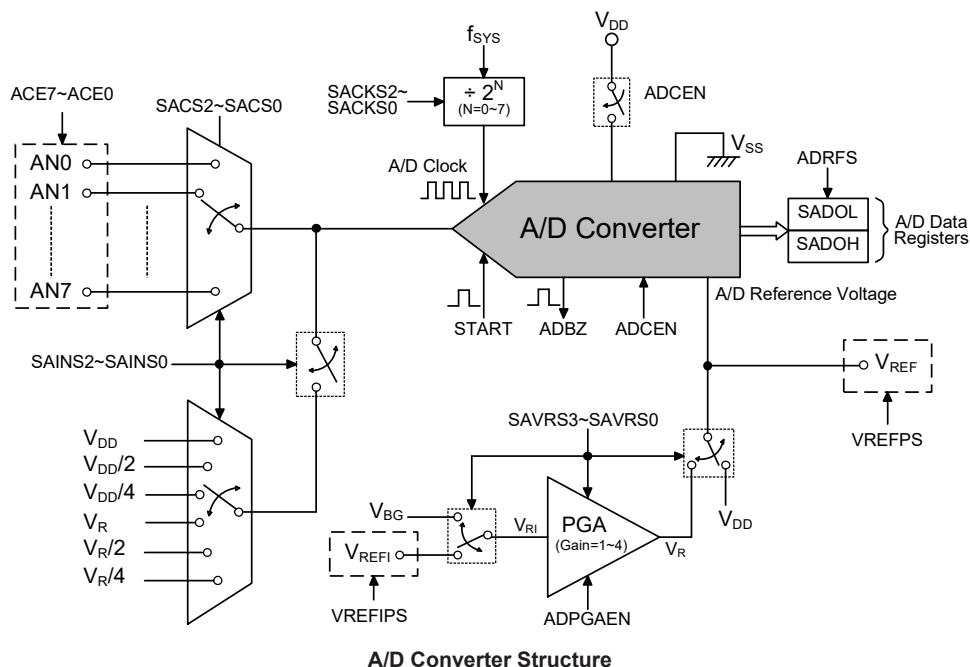 fSYS
÷ 2^N
(N=0~7)
SACKS2~
SACKS0
A/D Clock
VDD
ADCEN
VSS
ACE7~ACE0
SACS2~SACS0
AN0
AN1
AN7
A/D Converter
ADRFS
SADOL
SADOH
A/D Data
Registers
START
ADBZ
ADCEN
A/D Reference Voltage
SAINS2~SAINS0
VREF
VREFPS
VDD
VDD/2
VDD/4
VR
VR/2
VR/4
SAVRS3~SAVRS0
VBG
VREFI
VREFIPS
VRI
PGA
(Gain=1~4)
VR
VDD
ADPGAEN
A/D Converter Structure